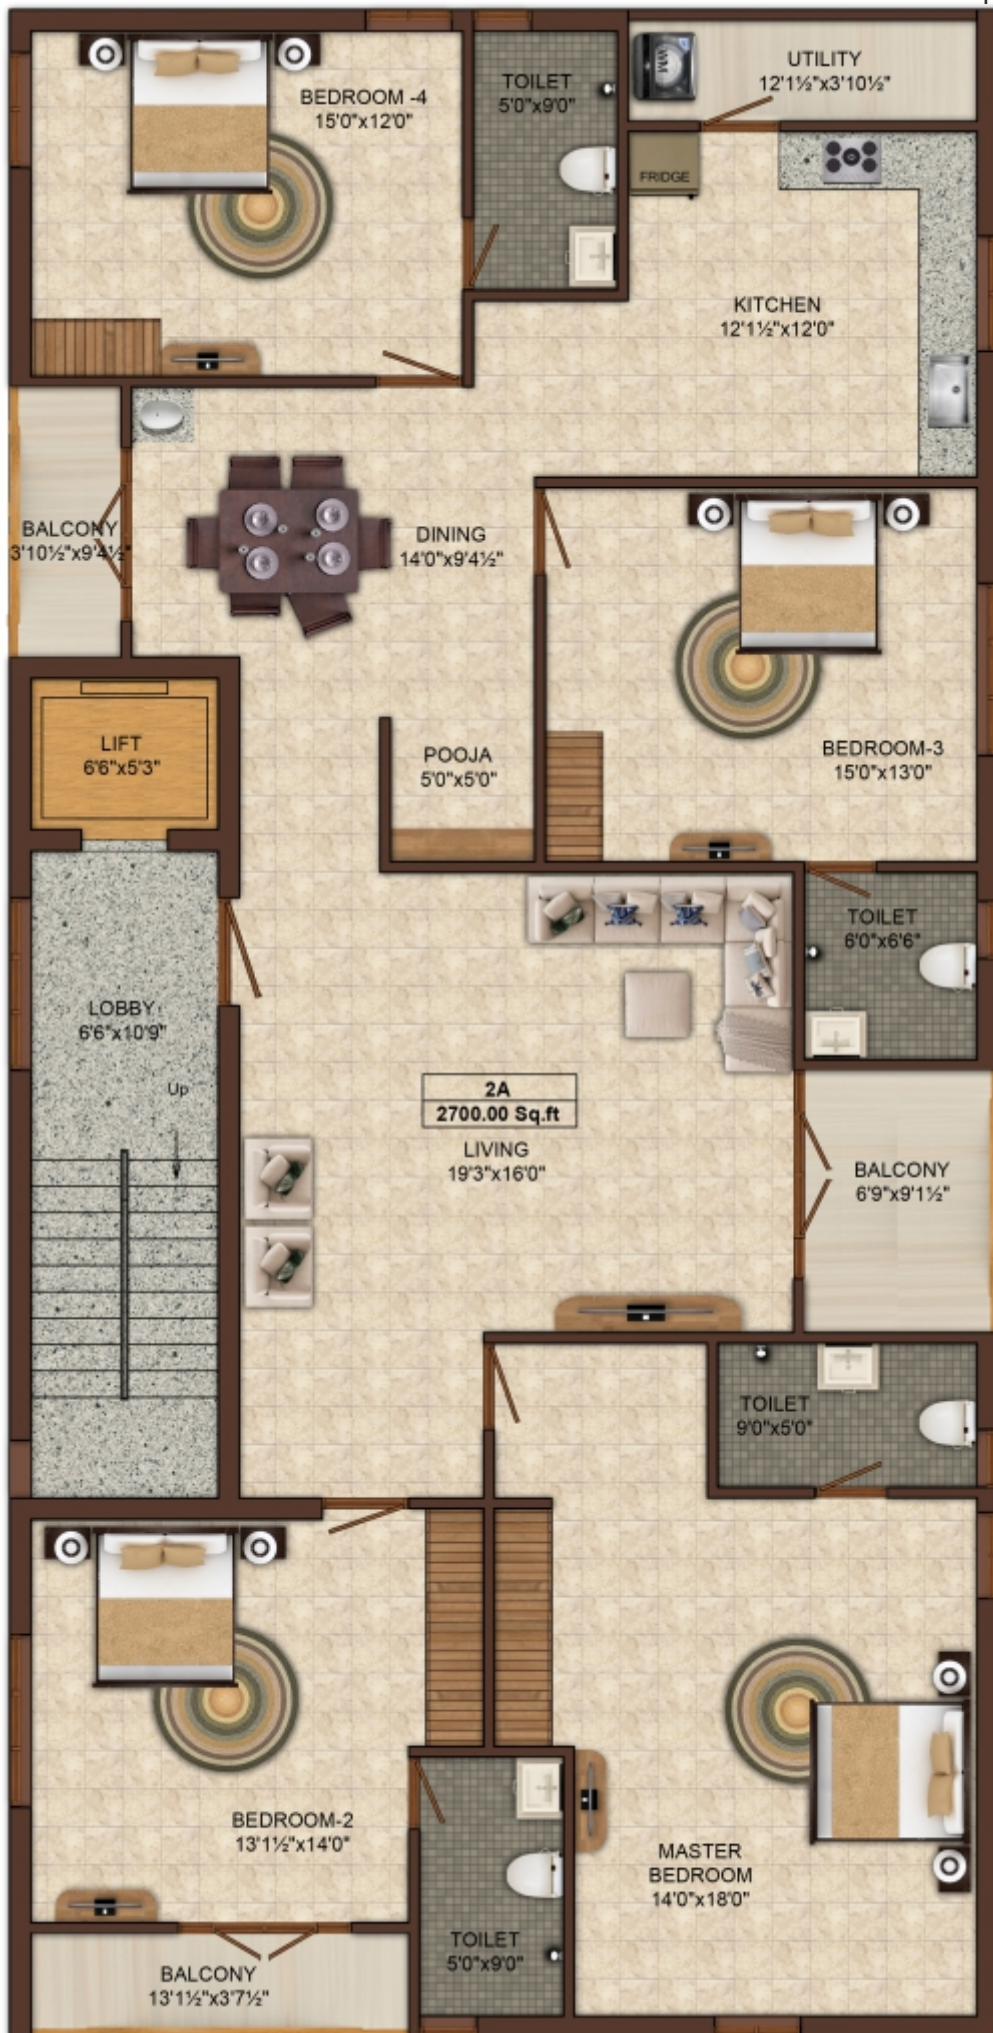 BEDROOM -4
15'0"x12'0"
TOILET
5'0"x9'0"
UTILITY
12'1½"x3'10½"
WM
FRIDGE
KITCHEN
12'1½"x12'0"
BALCONY
3'10½"x9'4½"
DINING
14'0"x9'4½"
LIFT
6'6"x5'3"
POOJA
5'0"x5'0"
BEDROOM-3
15'0"x13'0"
TOILET
6'0"x6'6"
LOBBY
6'6"x10'9"
Up
2A
2700.00 Sq.ft
LIVING
19'3"x16'0"
BALCONY
6'9"x9'1½"
TOILET
9'0"x5'0"
BEDROOM-2
13'1½"x14'0"
MASTER
BEDROOM
14'0"x18'0"
TOILET
5'0"x9'0"
BALCONY
13'1½"x3'7½"